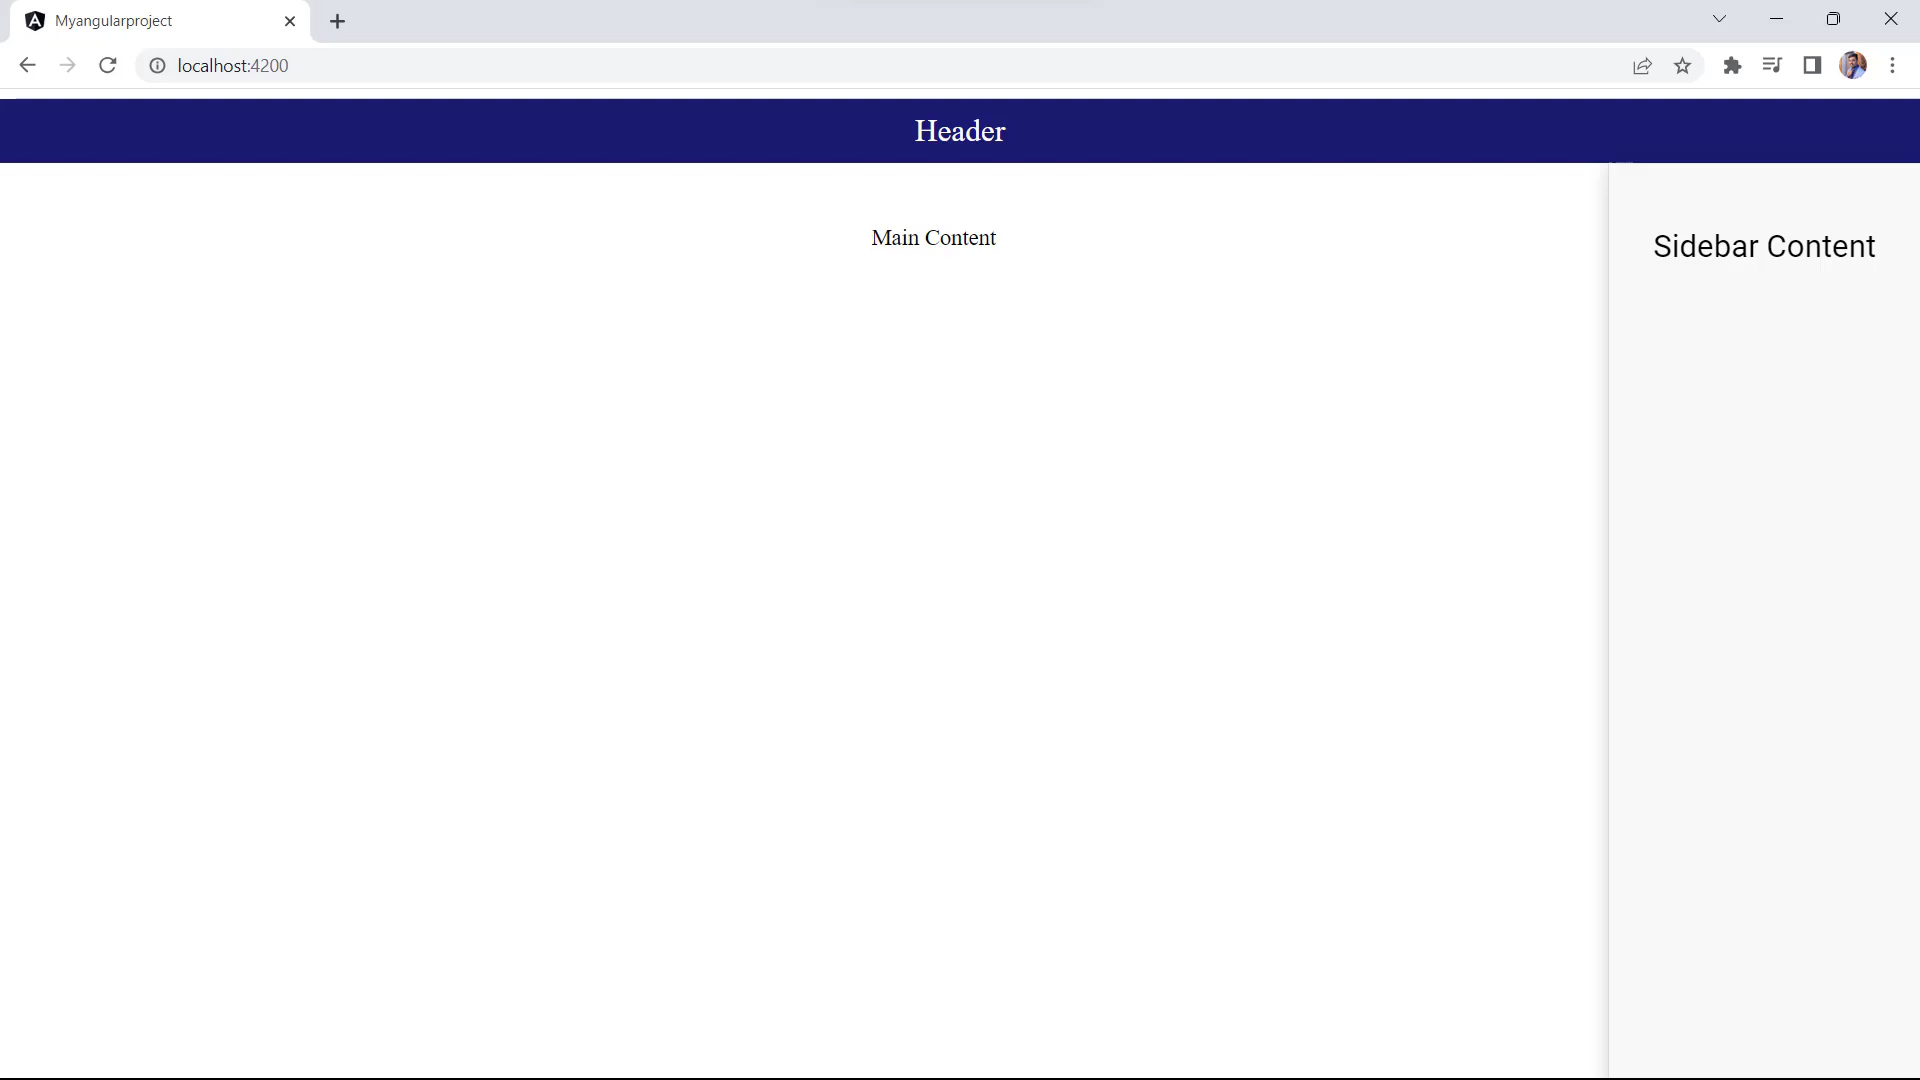 Myangularproject
localhost:4200
Header
Main Content
Sidebar Content